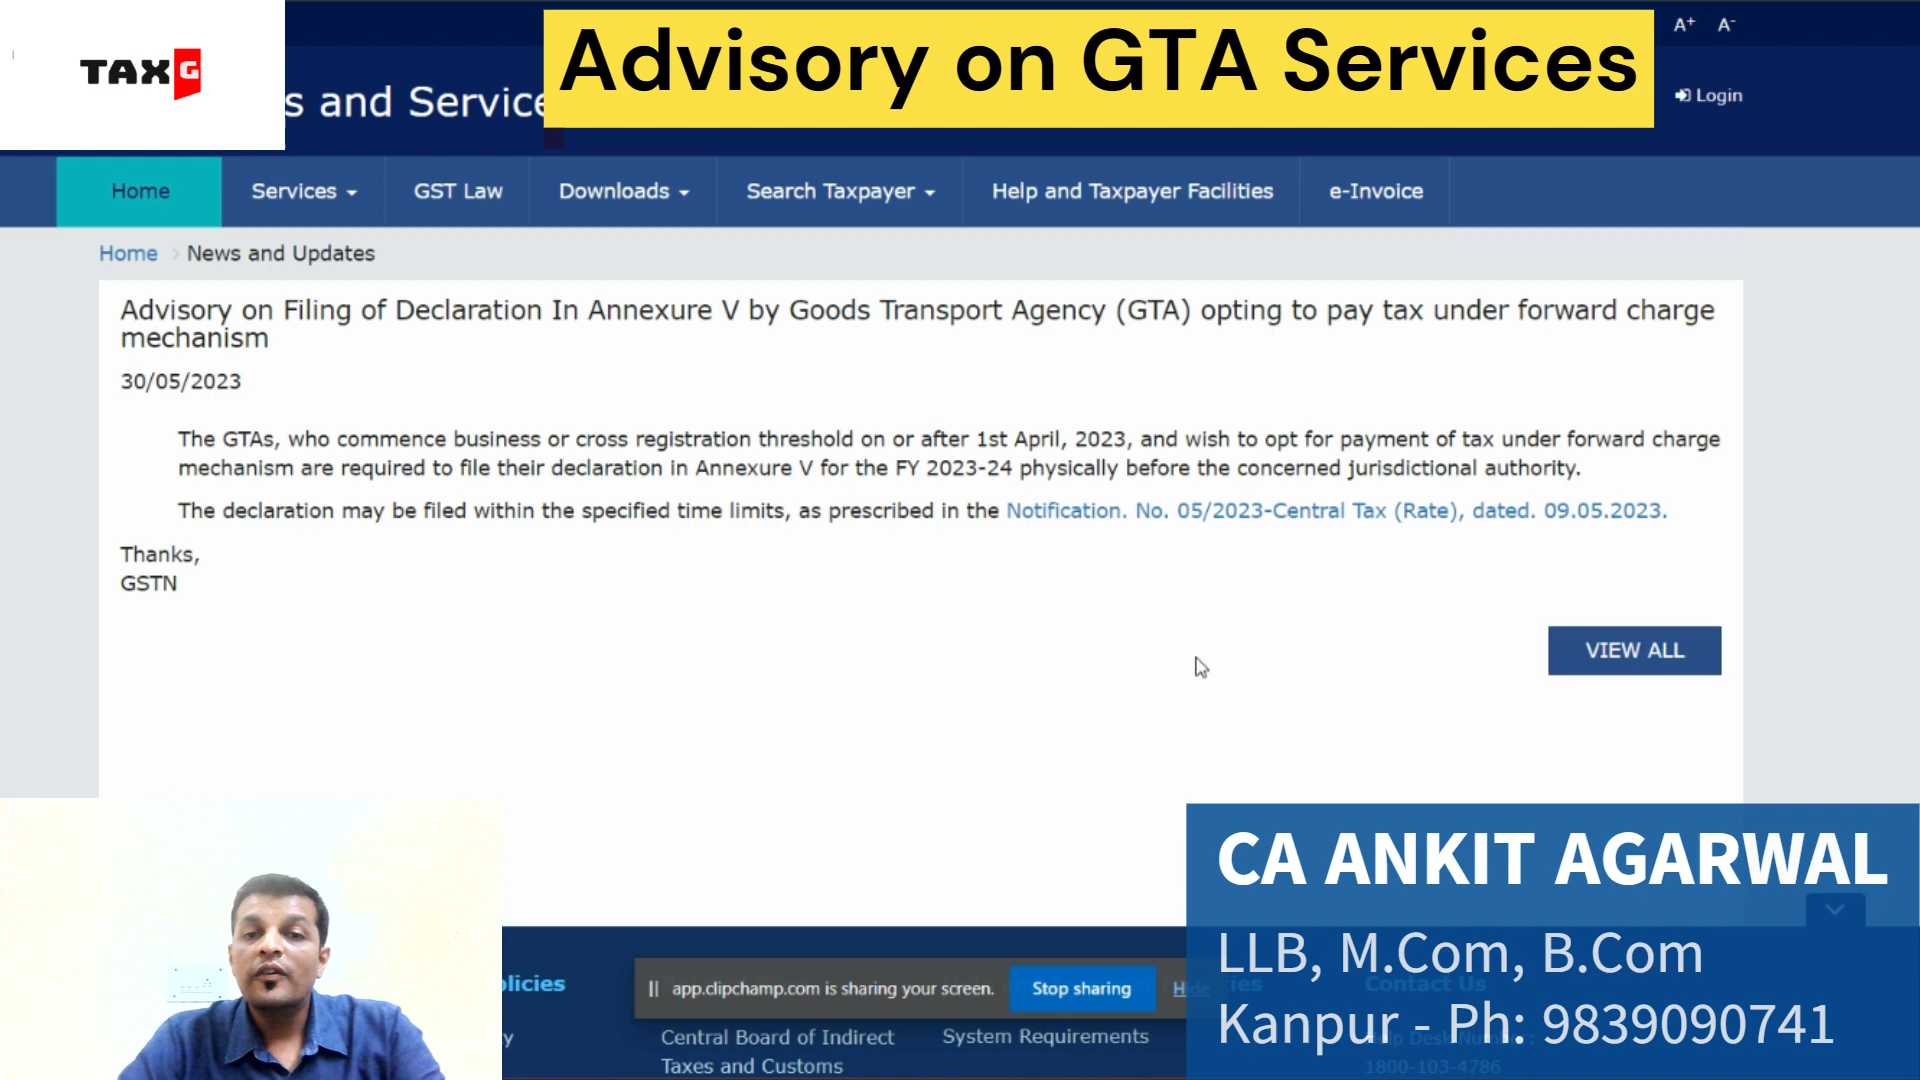 TAXG
Advisory on GTA Services
A+ A-
s and Service
Login
Home Services GST Law Downloads Search Taxpayer Help and Taxpayer Facilities e-Invoice
Home > News and Updates
Advisory on Filing of Declaration In Annexure V by Goods Transport Agency (GTA) opting to pay tax under forward charge
mechanism
30/05/2023
The GTAs, who commence business or cross registration threshold on or after 1st April, 2023, and wish to opt for payment of tax under forward charge
mechanism are required to file their declaration in Annexure V for the FY 2023-24 physically before the concerned jurisdictional authority.
The declaration may be filed within the specified time limits, as prescribed in the Notification. No. 05/2023-Central Tax (Rate), dated. 09.05.2023.
Thanks,
GSTN
VIEW ALL
CA ANKIT AGARWAL
LLB, M.Com, B.Com
Kanpur - Ph: 9839090741
olicies
app.clipchamp.com is sharing your screen. Stop sharing Hide
Contact Us
Central Board of Indirect
Taxes and Customs
System Requirements
1800-103-4786